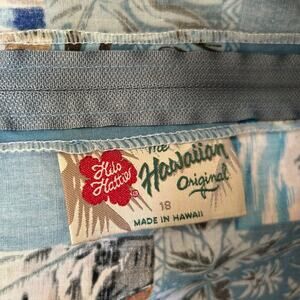 Hilo
Hattie
®
The
Hawaiian
Original
18
MADE IN HAWAII